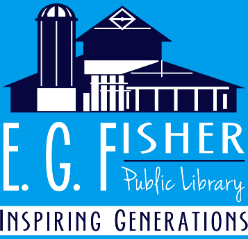 E. G. FISHER
Public Library
INSPIRING GENERATIONS